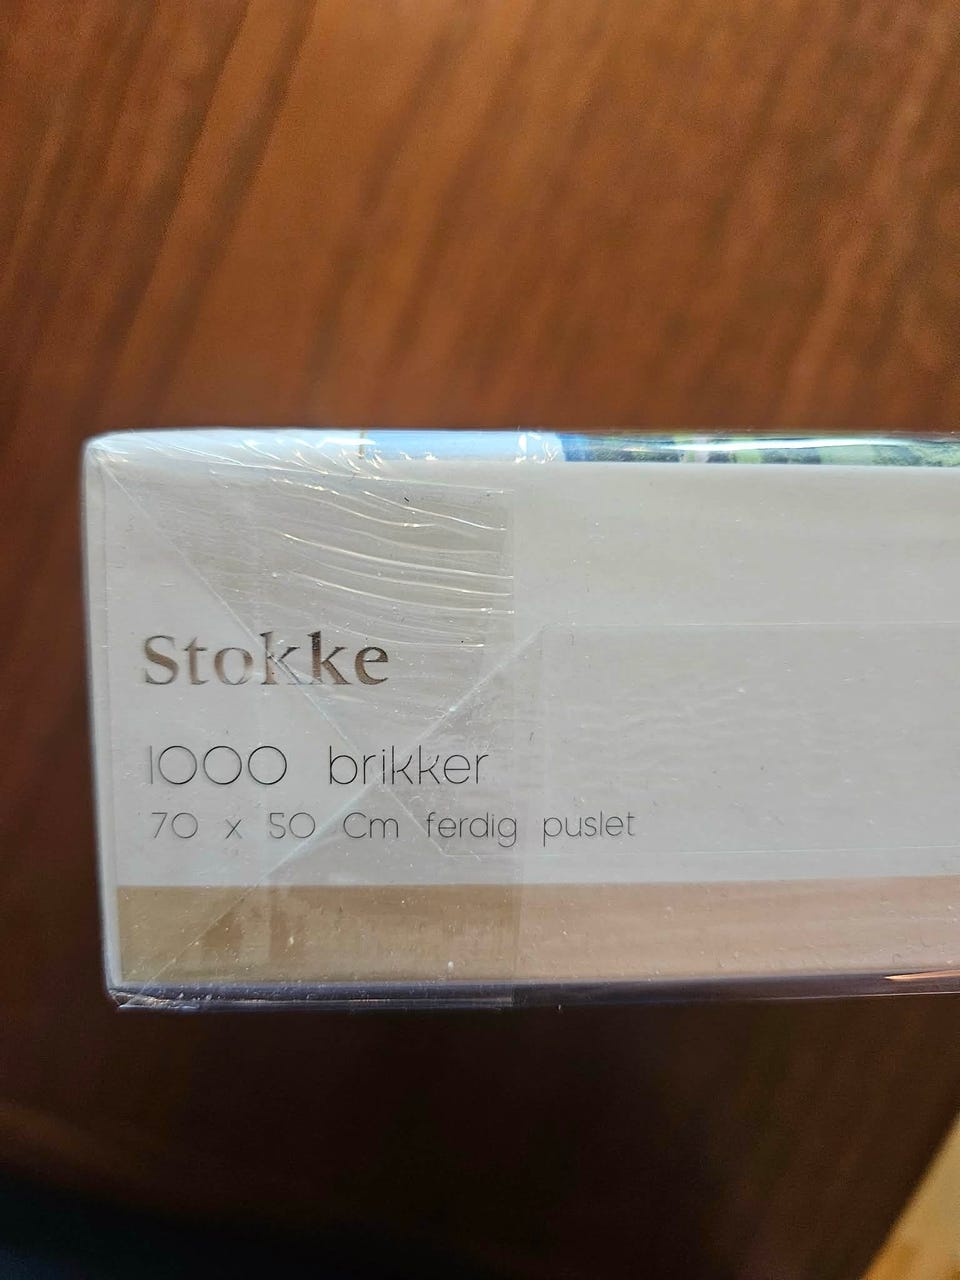 Stokke
1000 brikker
70 x 50 Cm ferdig puslet